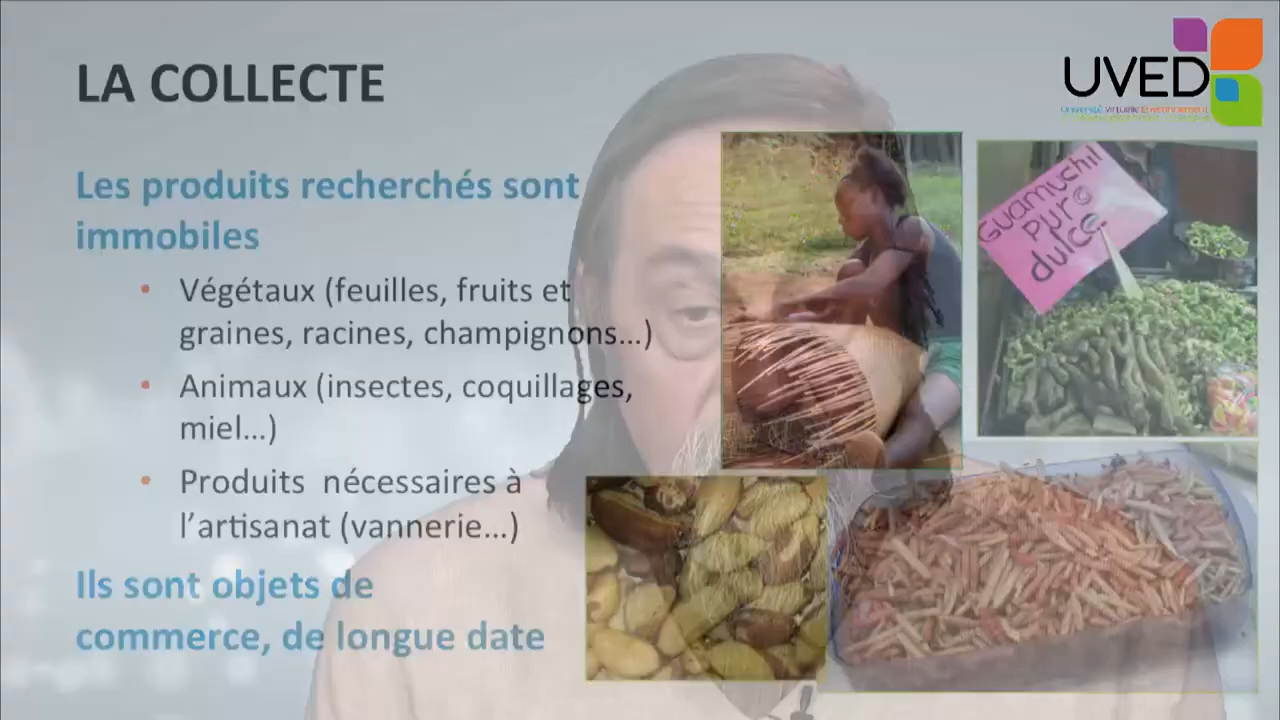 LA COLLECTE
UVED
Les produits recherchés sont
immobiles
• Végétaux (feuilles, fruits et
graines, racines, champignons...)
• Animaux (insectes, coquillages,
miel...)
• Produits nécessaires à
l'artisanat (vannerie...)
Ils sont objets de
commerce, de longue date
Guamuchil
puro
dulce